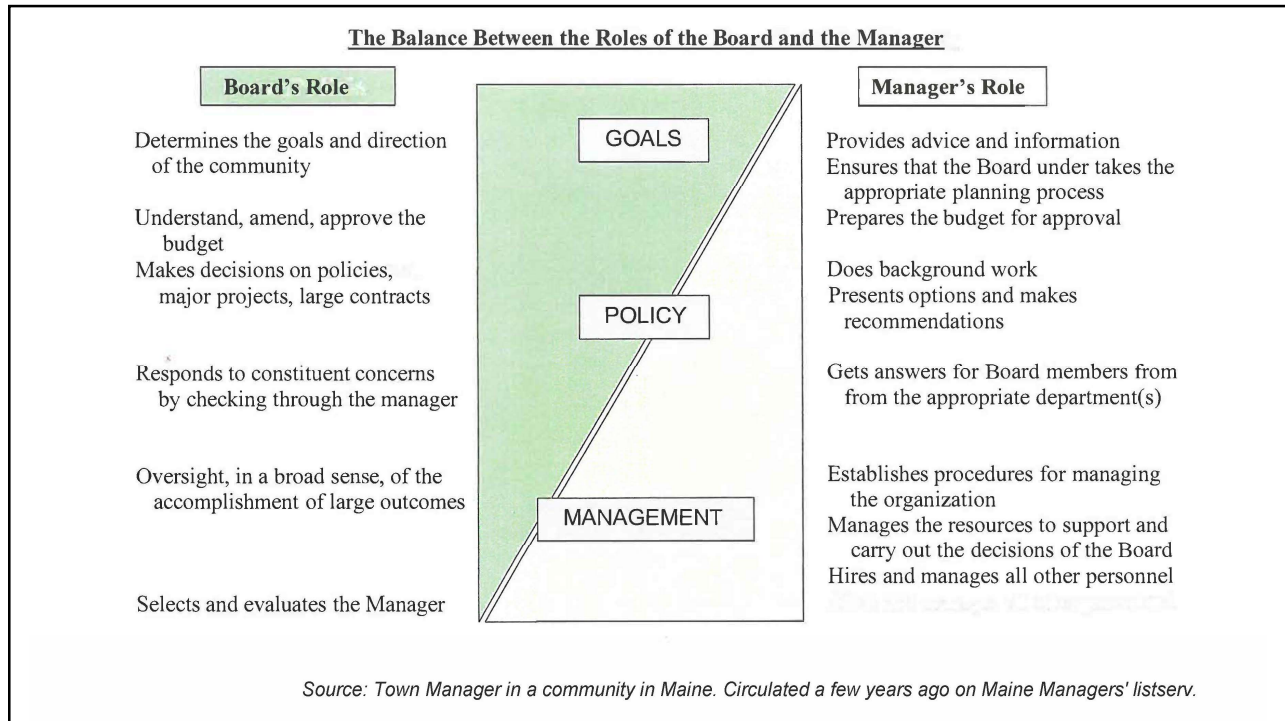 The Balance Between the Roles of the Board and the Manager
Board's Role
Determines the goals and direction
of the community
Understand, amend, approve the
budget
Makes decisions on policies,
major projects, large contracts
Responds to constituent concerns
by checking through the manager
Oversight, in a broad sense, of the
accomplishment of large outcomes
Selects and evaluates the Manager
GOALS
POLICY
MANAGEMENT
Manager's Role
Provides advice and information
Ensures that the Board under takes the
appropriate planning process
Prepares the budget for approval
Does background work
Presents options and makes
recommendations
Gets answers for Board members from
from the appropriate department(s)
Establishes procedures for managing
the organization
Manages the resources to support and
carry out the decisions of the Board
Hires and manages all other personnel
Source: Town Manager in a community in Maine. Circulated a few years ago on Maine Managers' listserv.